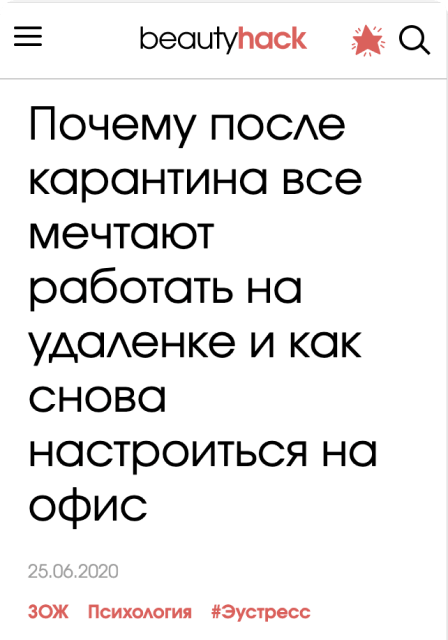 beautyhack
Почему после
карантина все
мечтают
работать на
удаленке и как
снова
настроиться на
офис
25.06.2020
ЗОЖ Психология #Эустресс